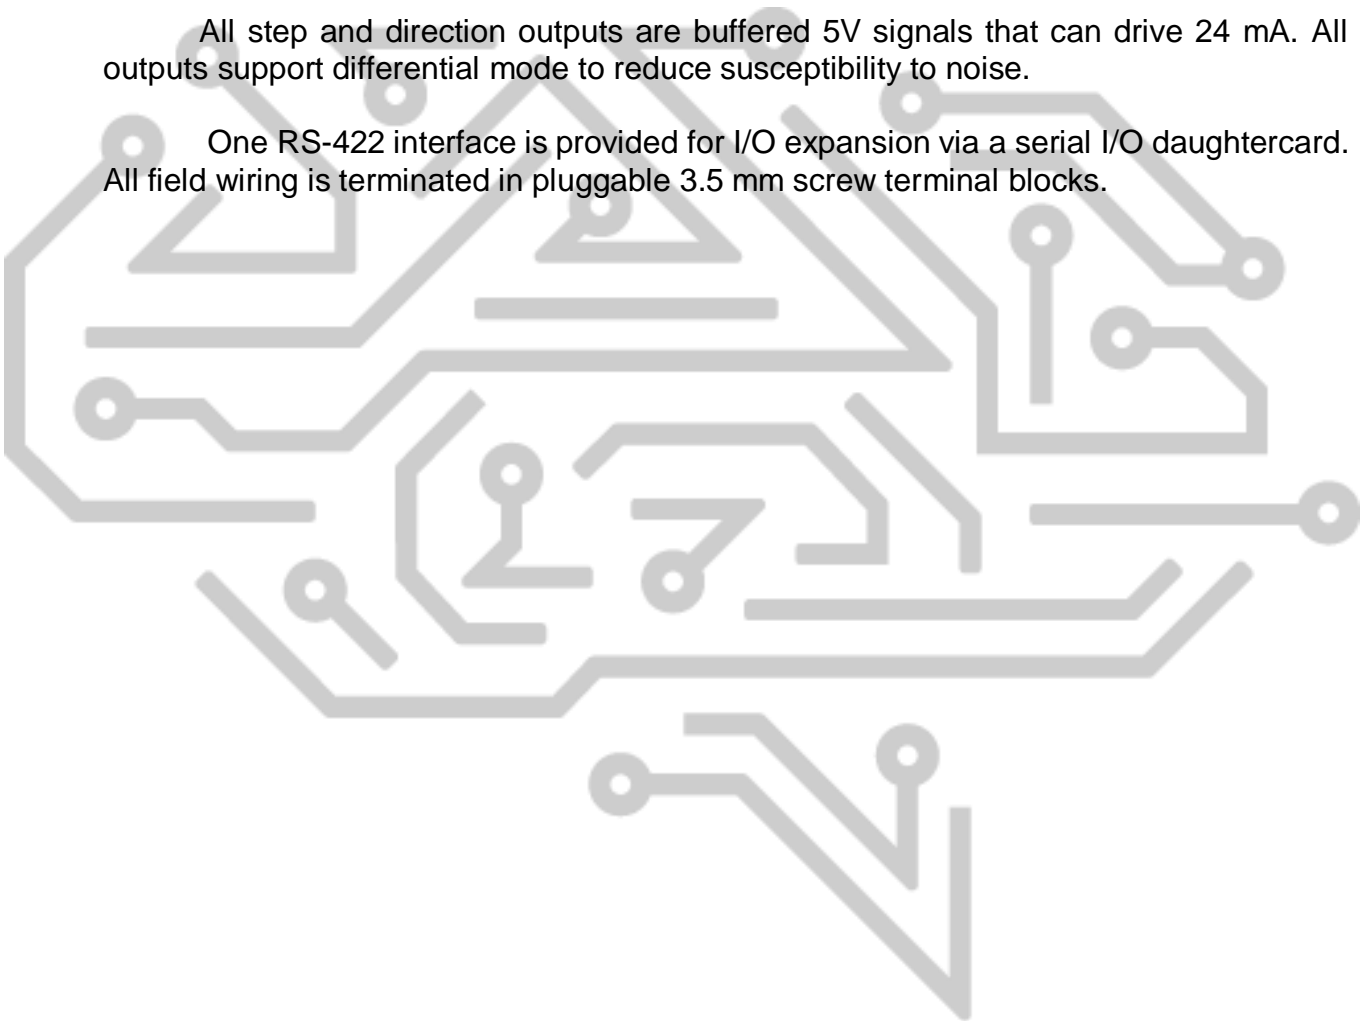 All step and direction outputs are buffered 5V signals that can drive 24 mA. All
outputs support differential mode to reduce susceptibility to noise.
One RS-422 interface is provided for I/O expansion via a serial I/O daughtercard.
All field wiring is terminated in pluggable 3.5 mm screw terminal blocks.